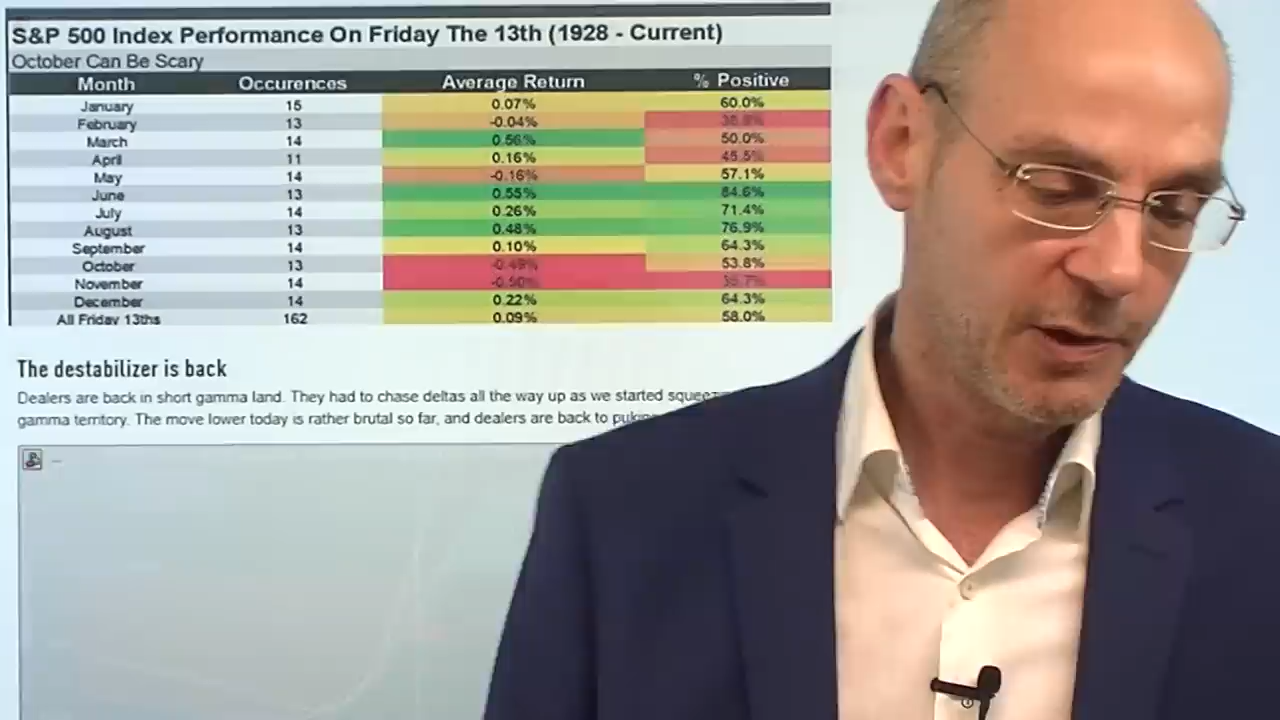 S&P 500 Index Performance On Friday The 13th (1928 - Current)
October Can Be Scary
Month Occurences Average Return % Positive
January 15 0.07% 60.0%
February 13 -0.04%
March 14 0.56% 50.0%
April 11 0.16% 45.5%
May 14 -0.16% 57.1%
June 13 0.55% 84.6%
July 14 0.26% 71.4%
August 13 0.48% 76.9%
September 14 0.10% 64.3%
October 13 -0.49% 53.8%
November 14 -0.50%
December 14 0.22% 64.3%
All Friday 13ths 162 0.09% 58.0%
The destabilizer is back
Dealers are back in short gamma land. They had to chase deltas all the way up as we started
gamma territory. The move lower today is rather brutal so far, and dealers are back to